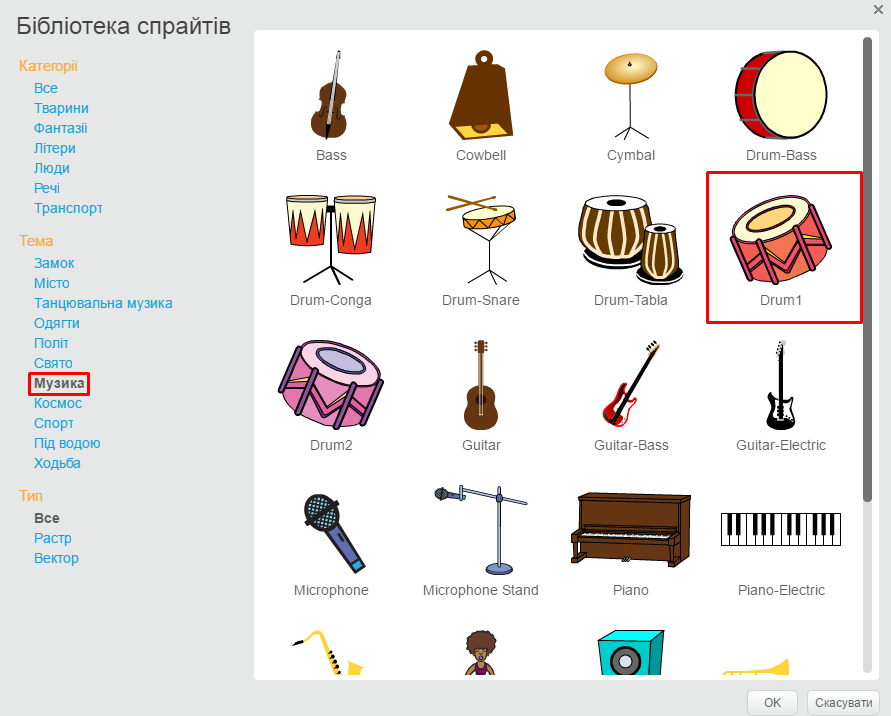 Бібліотека спрайтів
Категорії
Все
Тварини
Фантазії
Літери
Люди
Речі
Транспорт
Тема
Замок
Місто
Танцювальна музика
Одягти
Політ
Свято
Музика
Космос
Спорт
Під водою
Ходьба
Тип
Все
Растр
Вектор
Bass Cowbell Cymbal Drum-Bass
Drum-Conga Drum-Snare Drum-Tabla Drum1
Drum2 Guitar Guitar-Bass Guitar-Electric
Microphone Microphone Stand Piano Piano-Electric
OK Скасувати